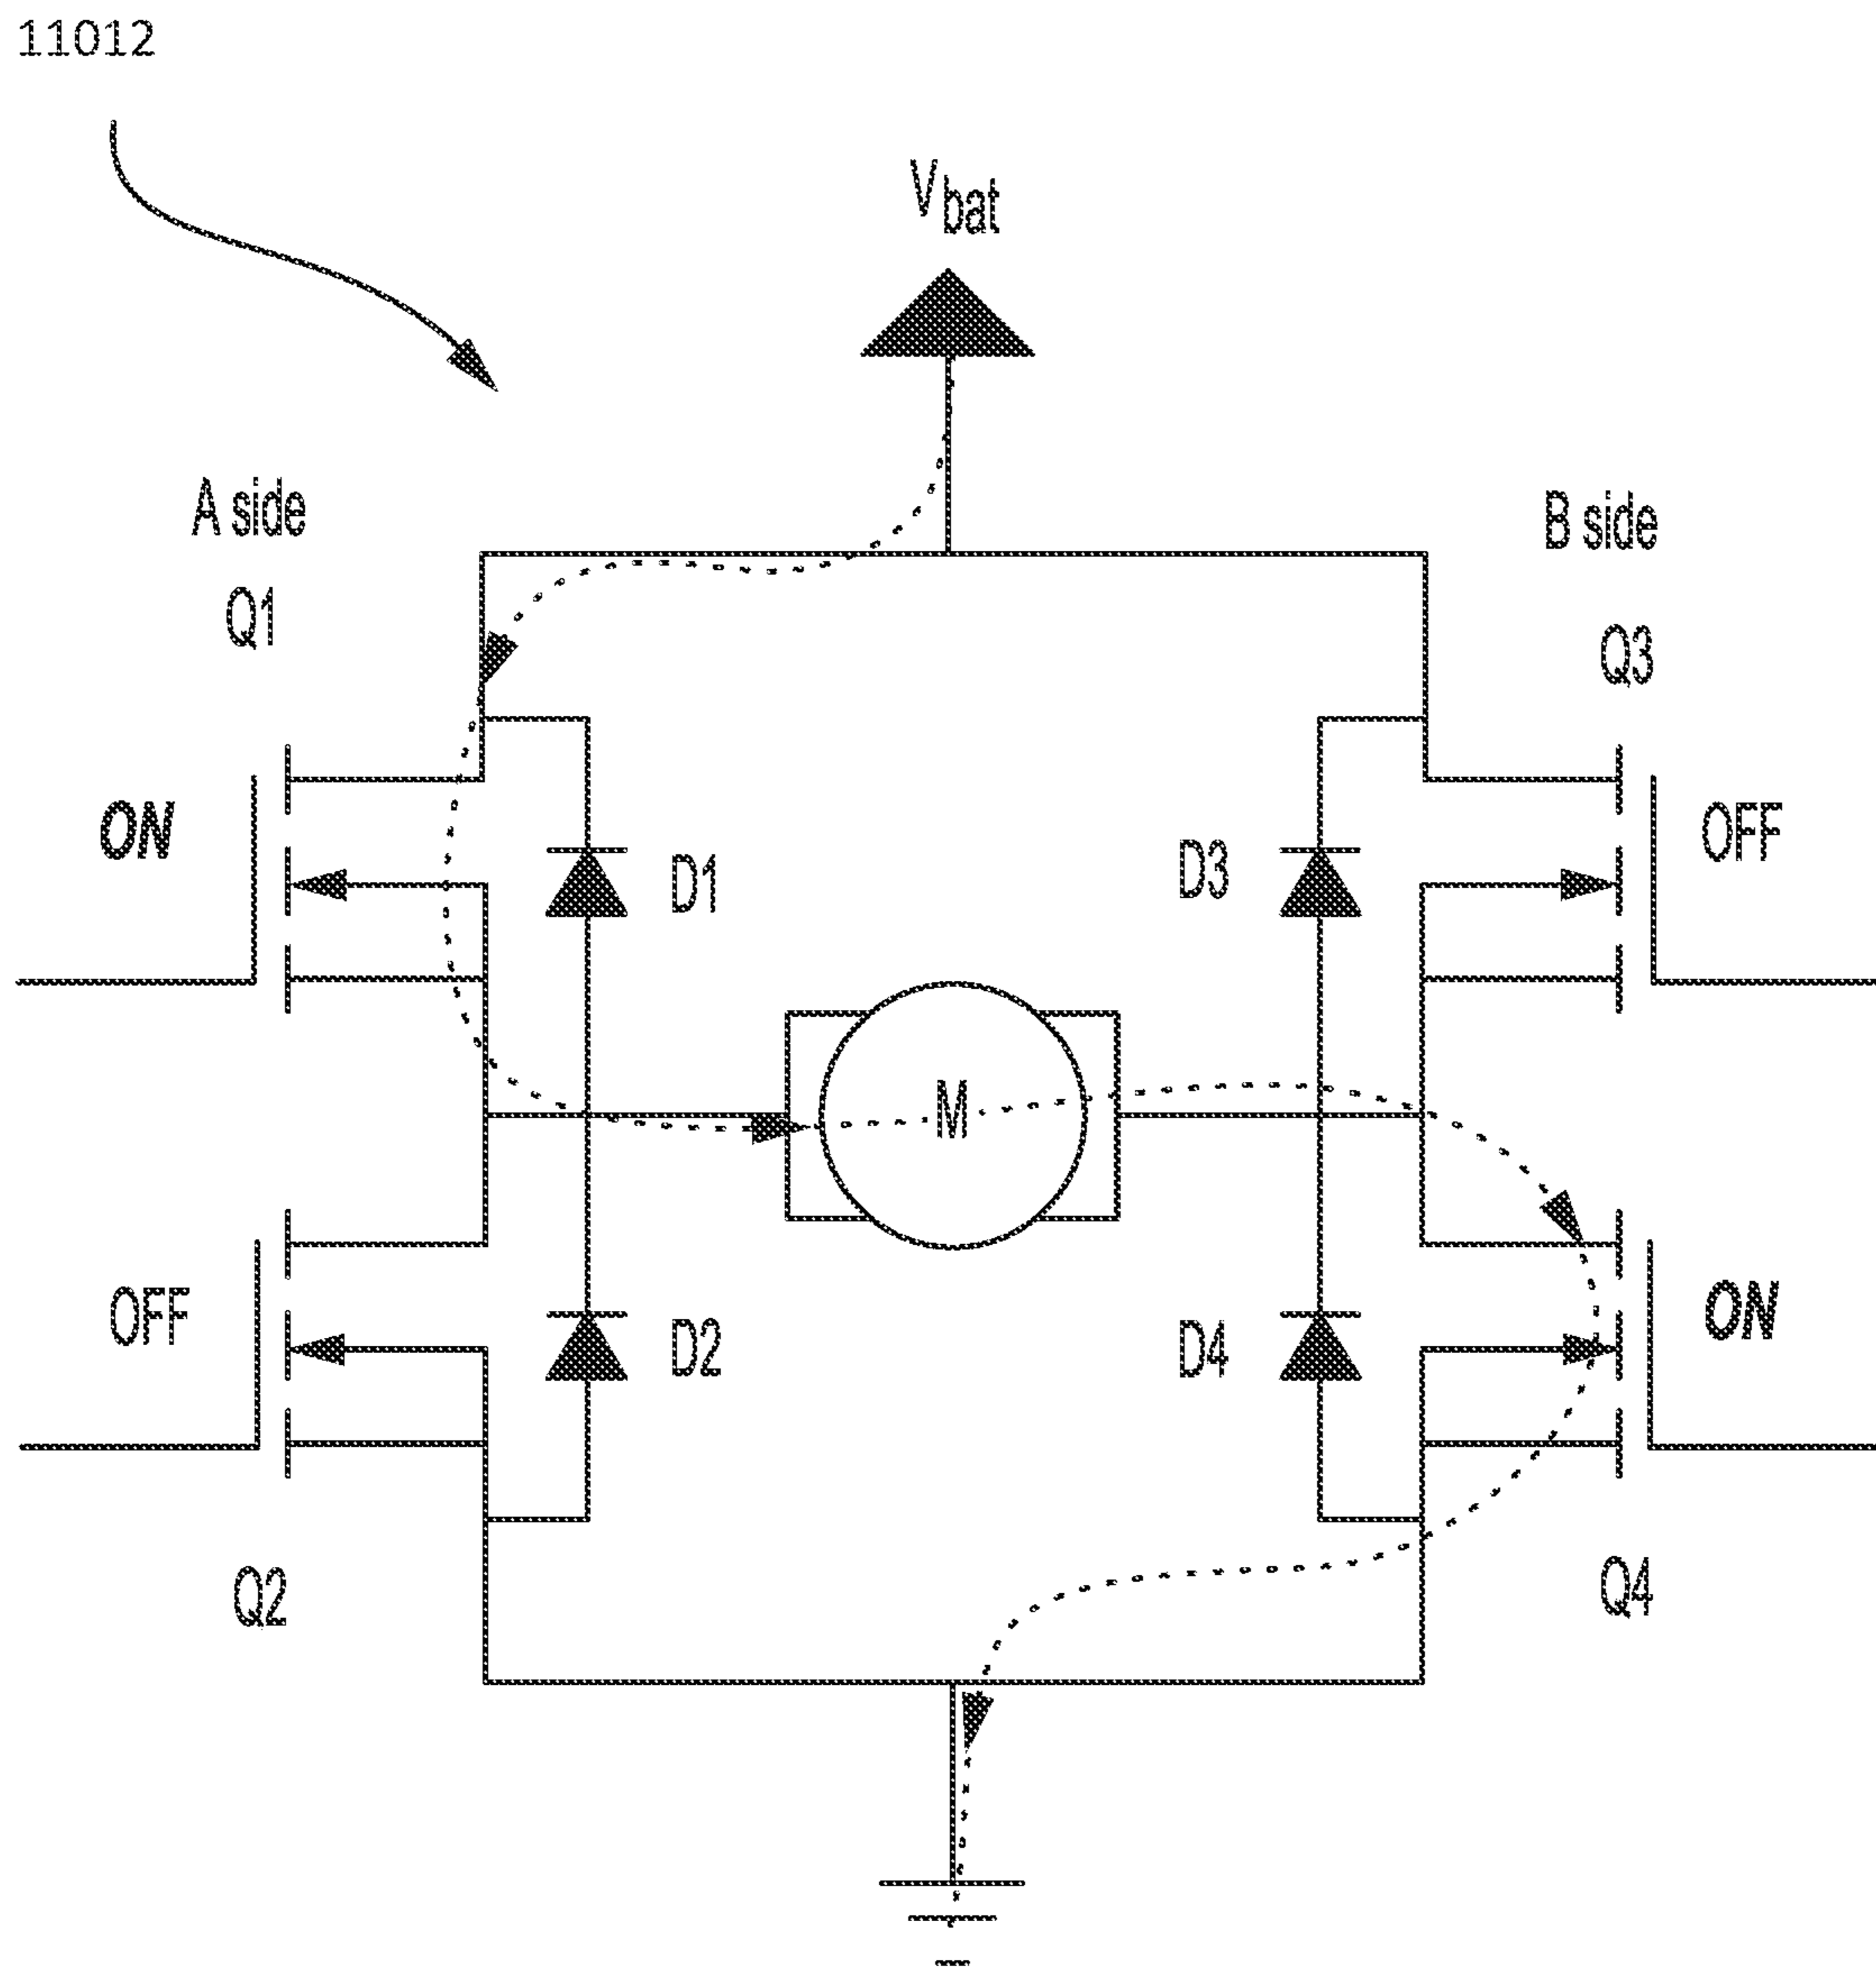 11012
Vbat
A side
B side
Q1
Q3
ON
D1
D3
OFF
M
OFF
D2
D4
ON
Q2
Q4